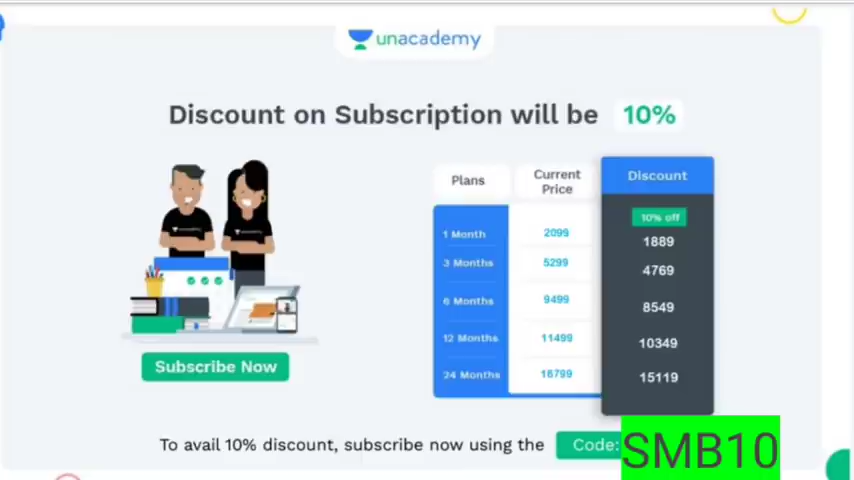 unacademy
Discount on Subscription will be 10%
Plans Current Price Discount
10% off
1 Month 2099 1889
3 Months 5299 4769
6 Months 9499 8549
12 Months 11499 10349
24 Months 16799 15119
Subscribe Now
To avail 10% discount, subscribe now using the Code: SMB10